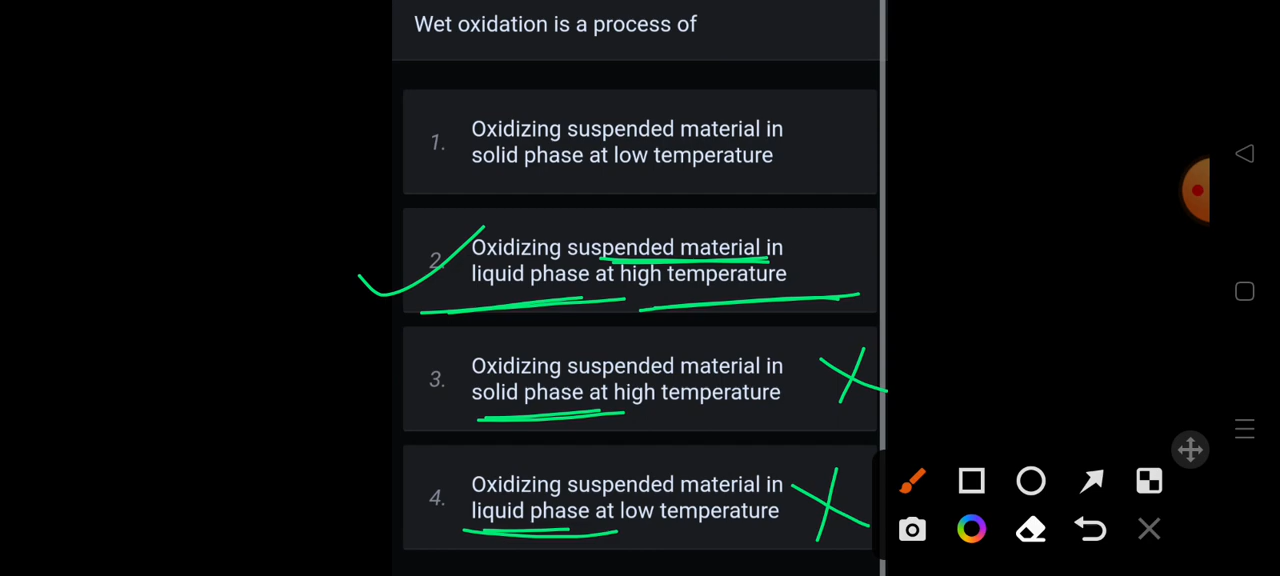 Wet oxidation is a process of
1. Oxidizing suspended material in
solid phase at low temperature
2. Oxidizing suspended material in
liquid phase at high temperature
3. Oxidizing suspended material in
solid phase at high temperature
4. Oxidizing suspended material in
liquid phase at low temperature